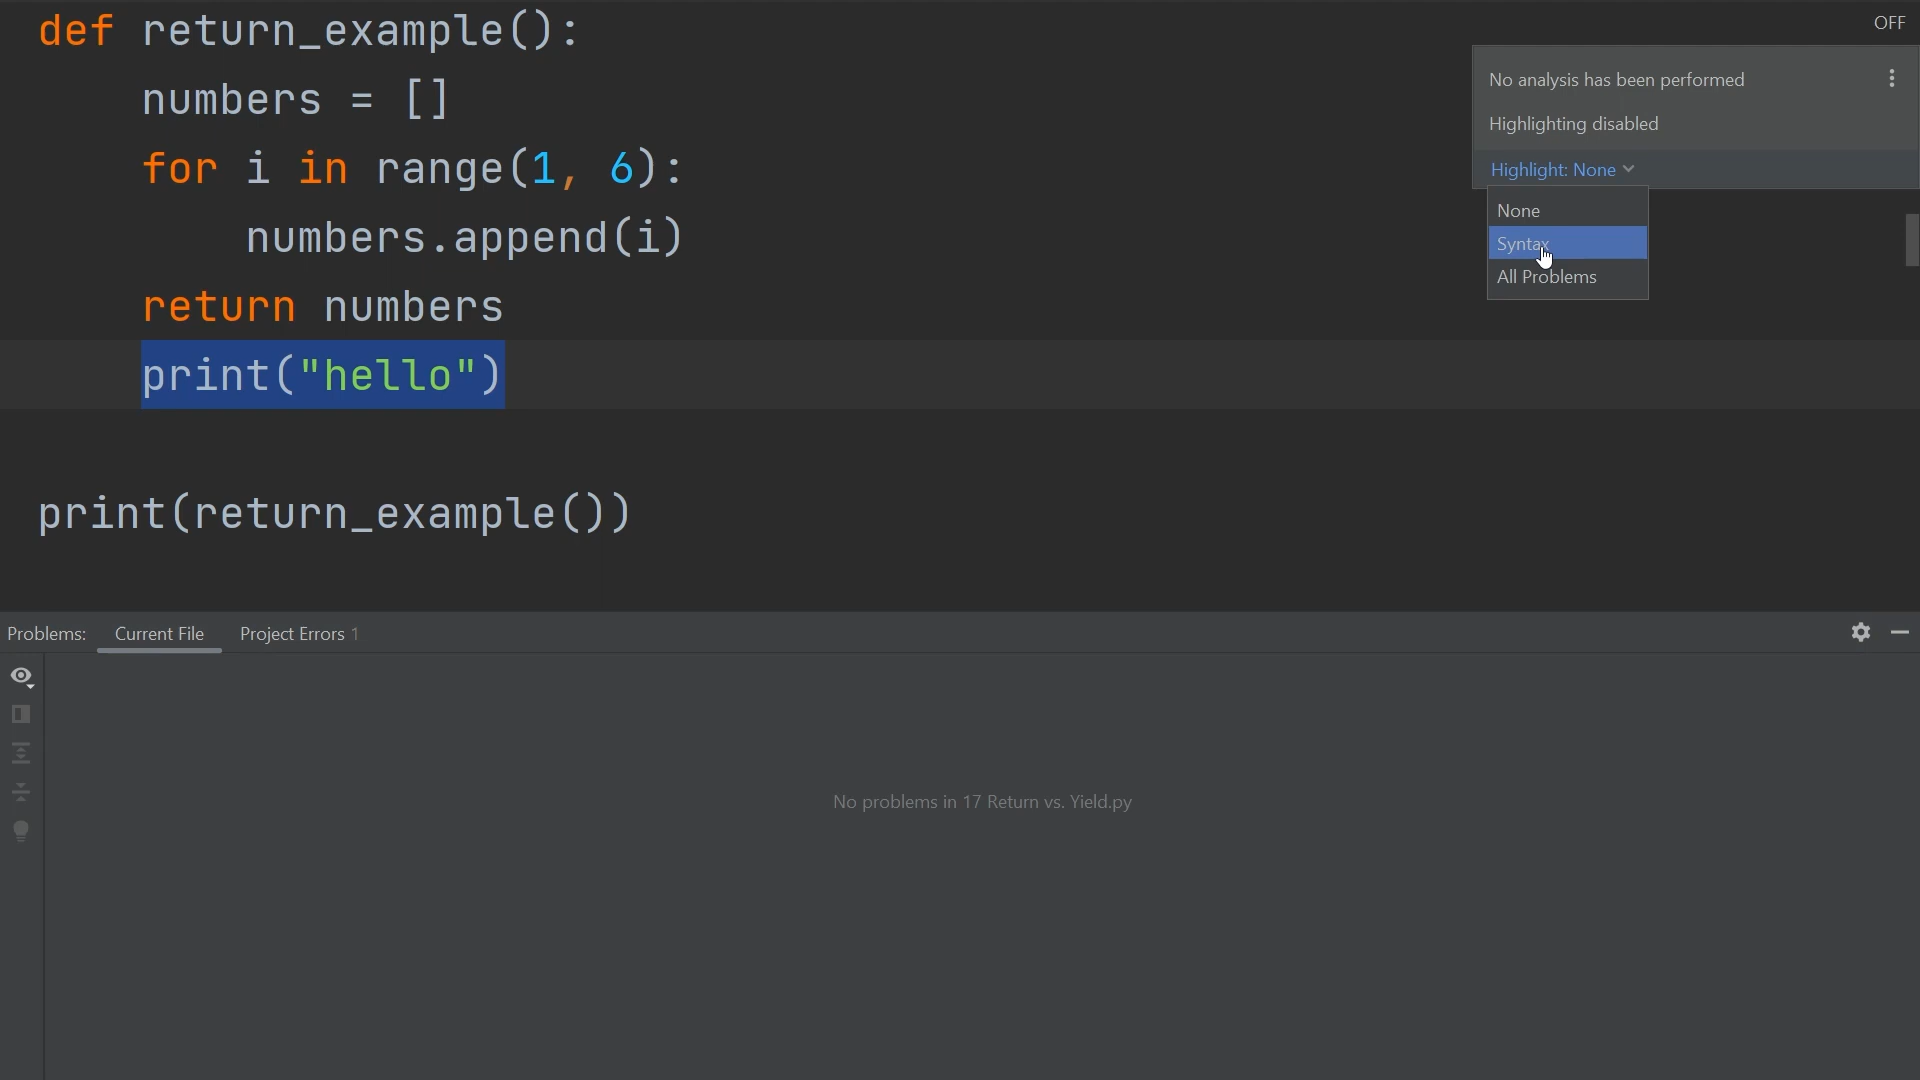 def return_example():
OFF
    numbers = []
    for i in range(1, 6):
        numbers.append(i)
    return numbers
    print("hello")
print(return_example())
No analysis has been performed
Highlighting disabled
Highlight: None
None
Syntax
All Problems
Problems: Current File Project Errors 1
No problems in 17 Return vs. Yield.py